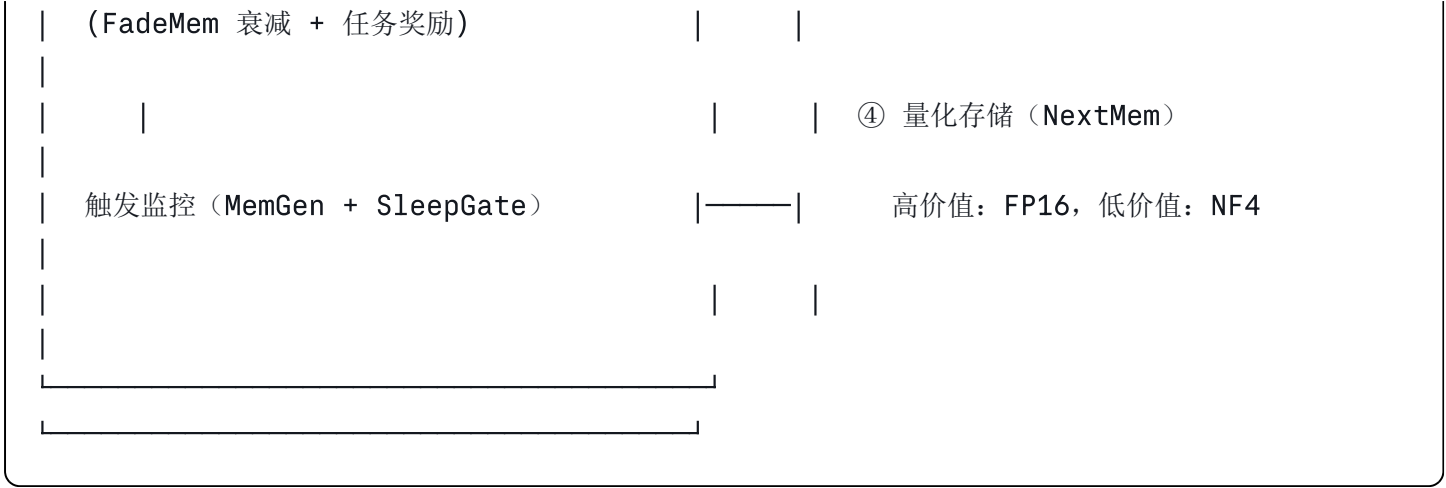 (FadeMem 衰减 + 任务奖励)
④ 量化存储（NextMem）
触发监控（MemGen + SleepGate） 高价值：FP16，低价值：NF4